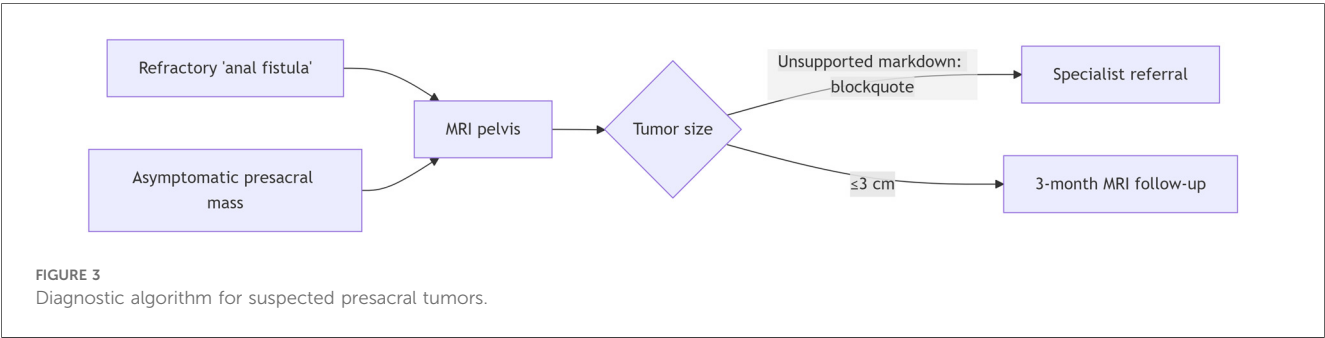 Refractory 'anal fistula'
Asymptomatic presacral
mass
MRI pelvis
Tumor size
Unsupported markdown:
blockquote
≤3 cm
Specialist referral
3-month MRI follow-up
FIGURE 3
Diagnostic algorithm for suspected presacral tumors.